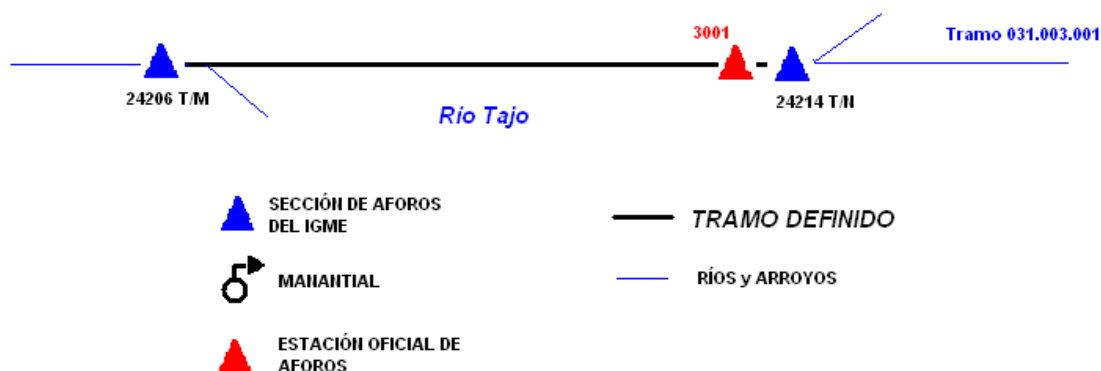 3001
Tramo 031.003.001
24206 T/M
24214 T/N
Río Tajo
SECCIÓN DE AFOROS
DEL IGME
TRAMO DEFINIDO
MANANTIAL
RÍOS y ARROYOS
ESTACIÓN OFICIAL DE
AFOROS